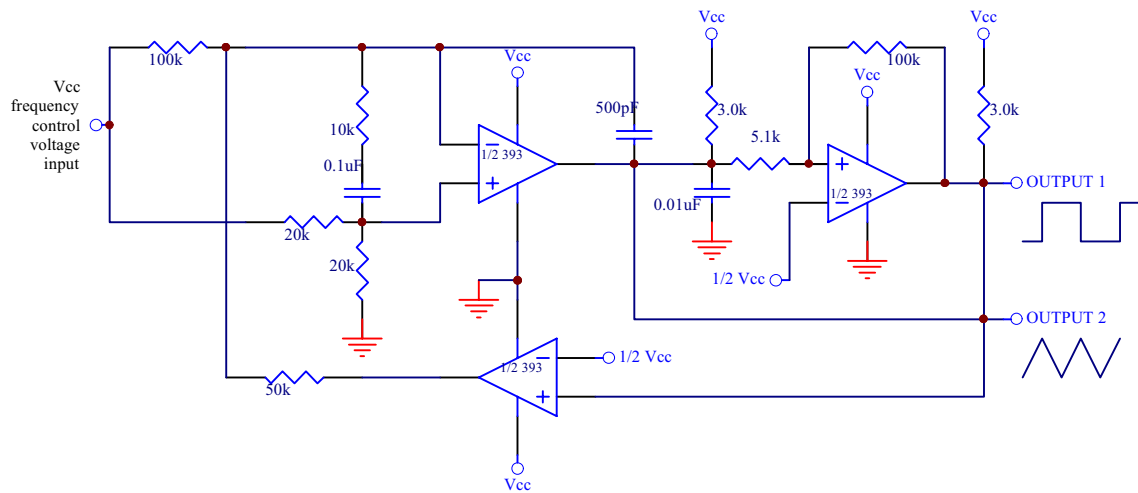 Vcc
Vcc
100k
100k
Vcc
Vcc
Vcc
frequency
control
voltage
input
500pF
3.0k
3.0k
10k
5.1k
−
1/2 393
+
0.1uF
+
1/2 393
−
OUTPUT 1
0.01uF
20k
20k
1/2 Vcc
OUTPUT 2
−
1/2 Vcc
1/2 393
50k
+
Vcc